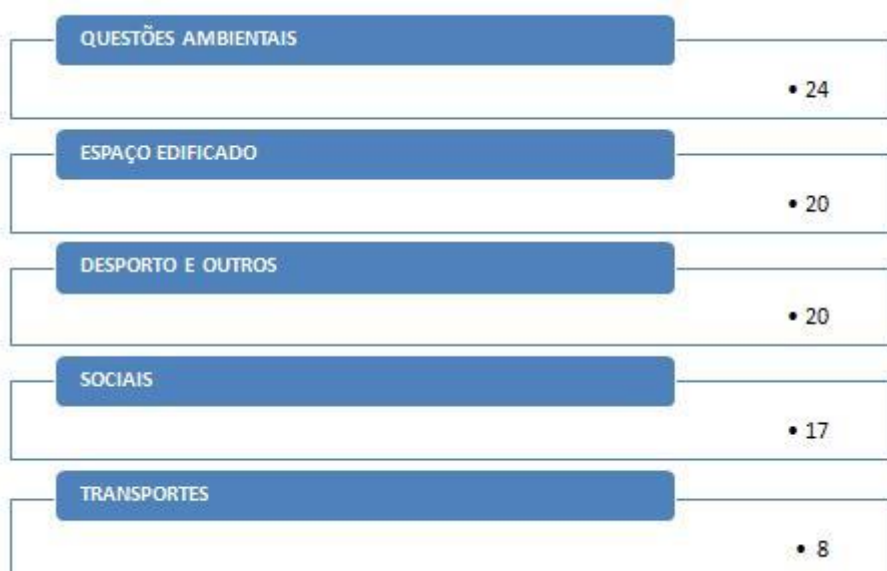 QUESTÕES AMBIENTAIS
• 24
ESPAÇO EDIFICADO
• 20
DESPORTO E OUTROS
• 20
SOCIAIS
• 17
TRANSPORTES
• 8